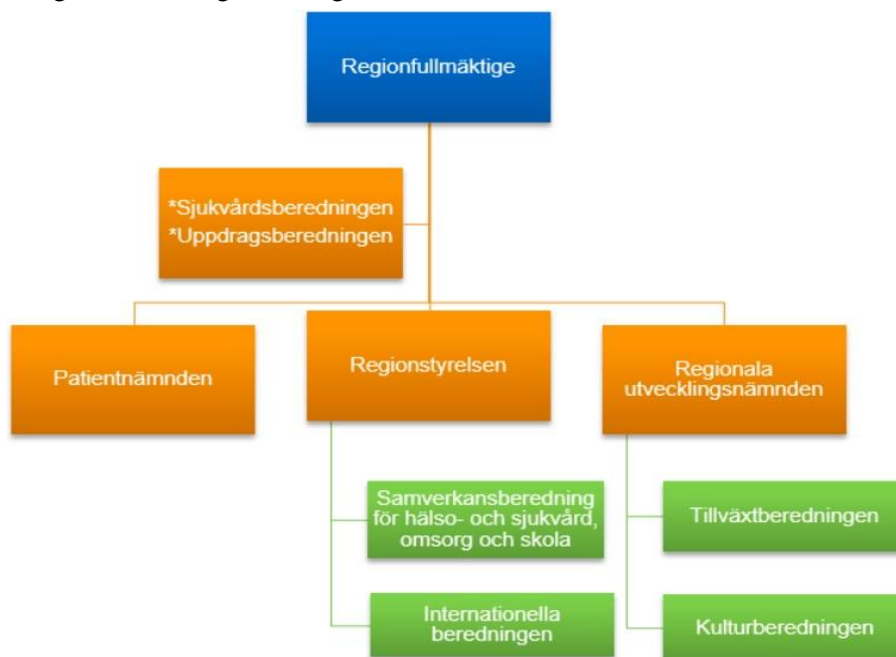 Regionfullmäktige
*Sjukvårdsberedningen
*Uppdragsberedningen
Patientnämnden
Regionstyrelsen
Regionala
utvecklingsnämnden
Samverkansberedning
för hälso- och sjukvård,
omsorg och skola
Tillväxtberedningen
Internationella
beredningen
Kulturberedningen